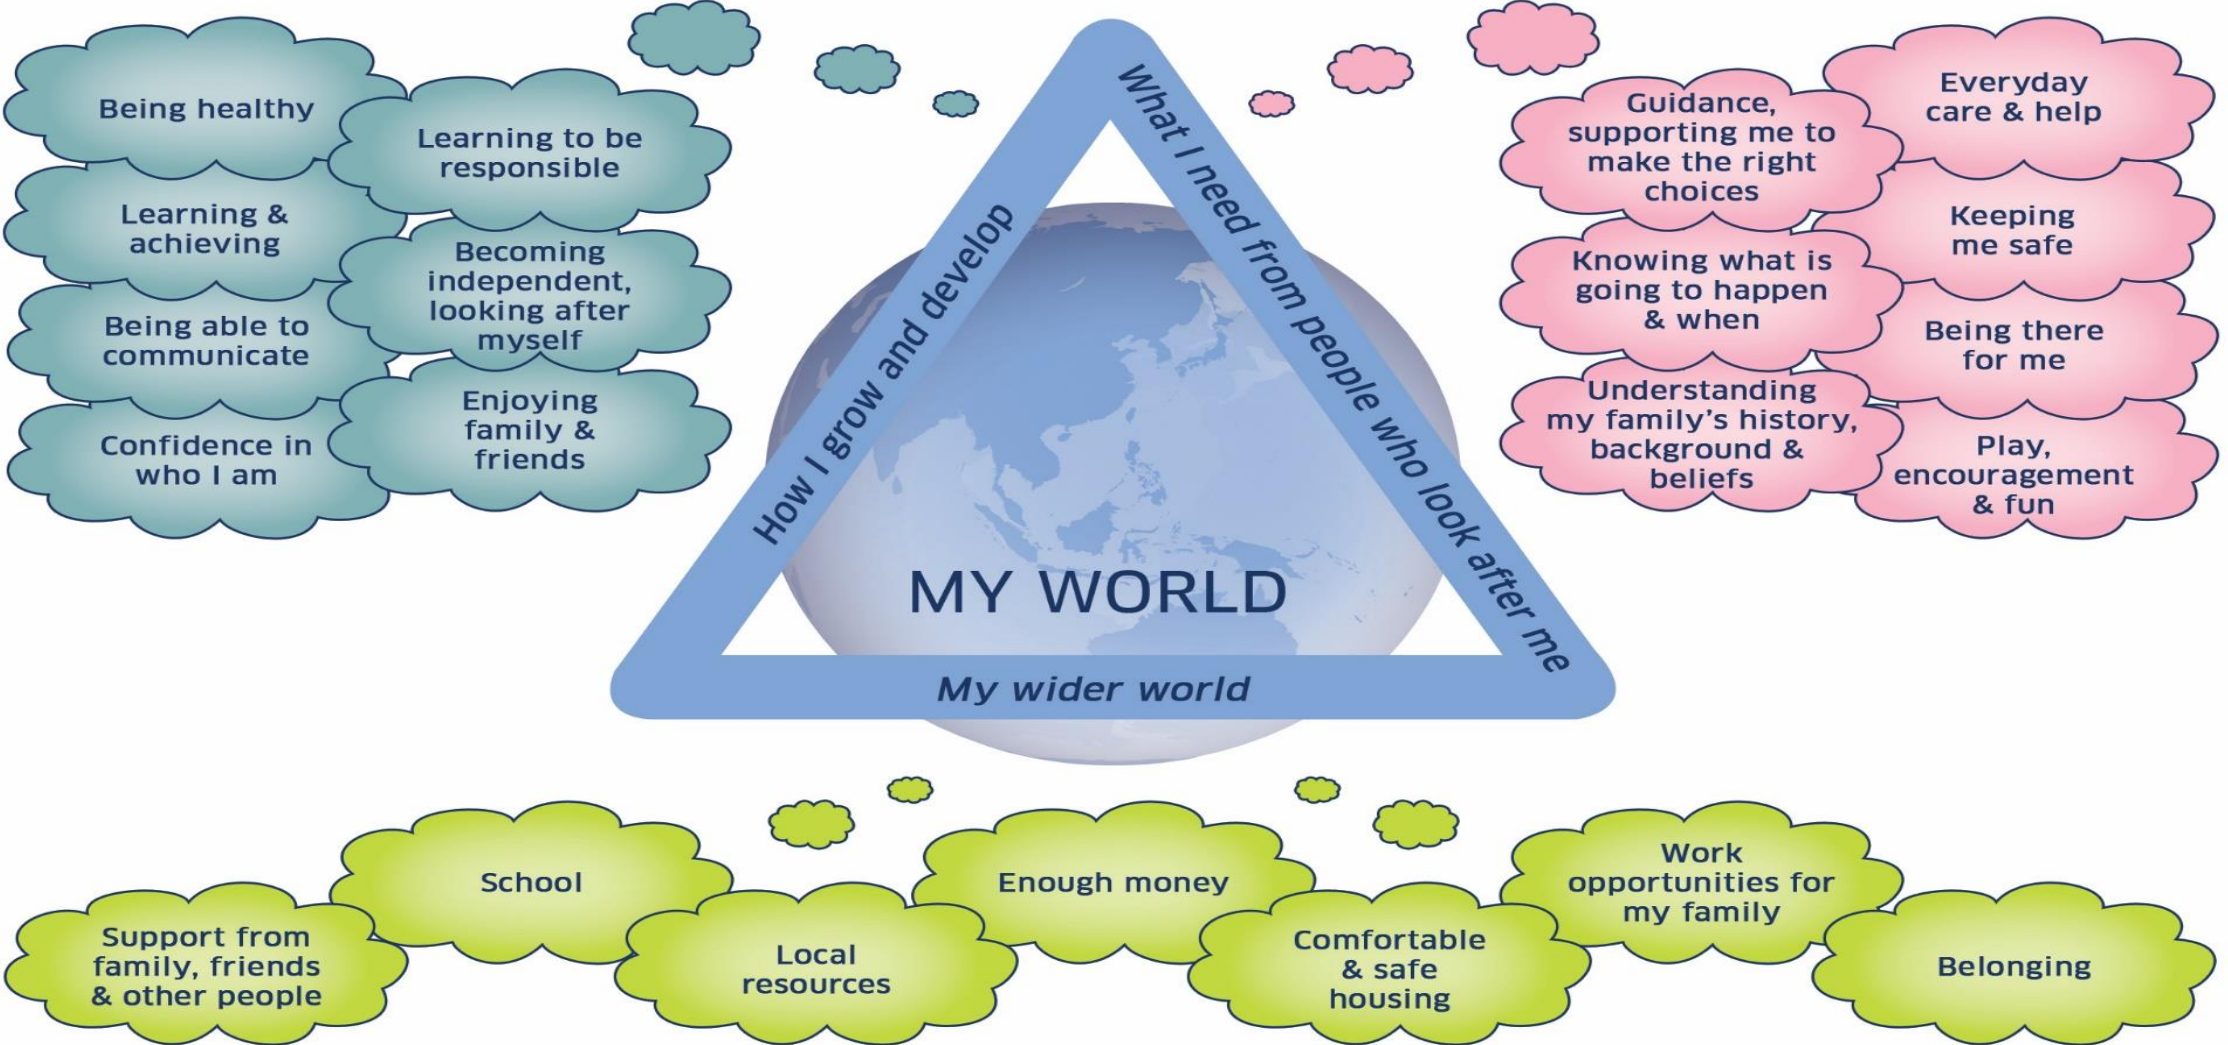 Being healthy
Learning &
achieving
Being able to
communicate
Confidence in
who I am
Learning to be
responsible
Becoming
independent,
looking after
myself
Enjoying
family &
friends
How I grow and develop
What I need from people who look after me
MY WORLD
My wider world
Guidance,
supporting me to
make the right
choices
Knowing what is
going to happen
& when
Understanding
my family's history,
background &
beliefs
Everyday
care & help
Keeping
me safe
Being there
for me
Play,
encouragement
& fun
Support from
family, friends
& other people
School
Local
resources
Enough money
Comfortable
& safe
housing
Work
opportunities for
my family
Belonging